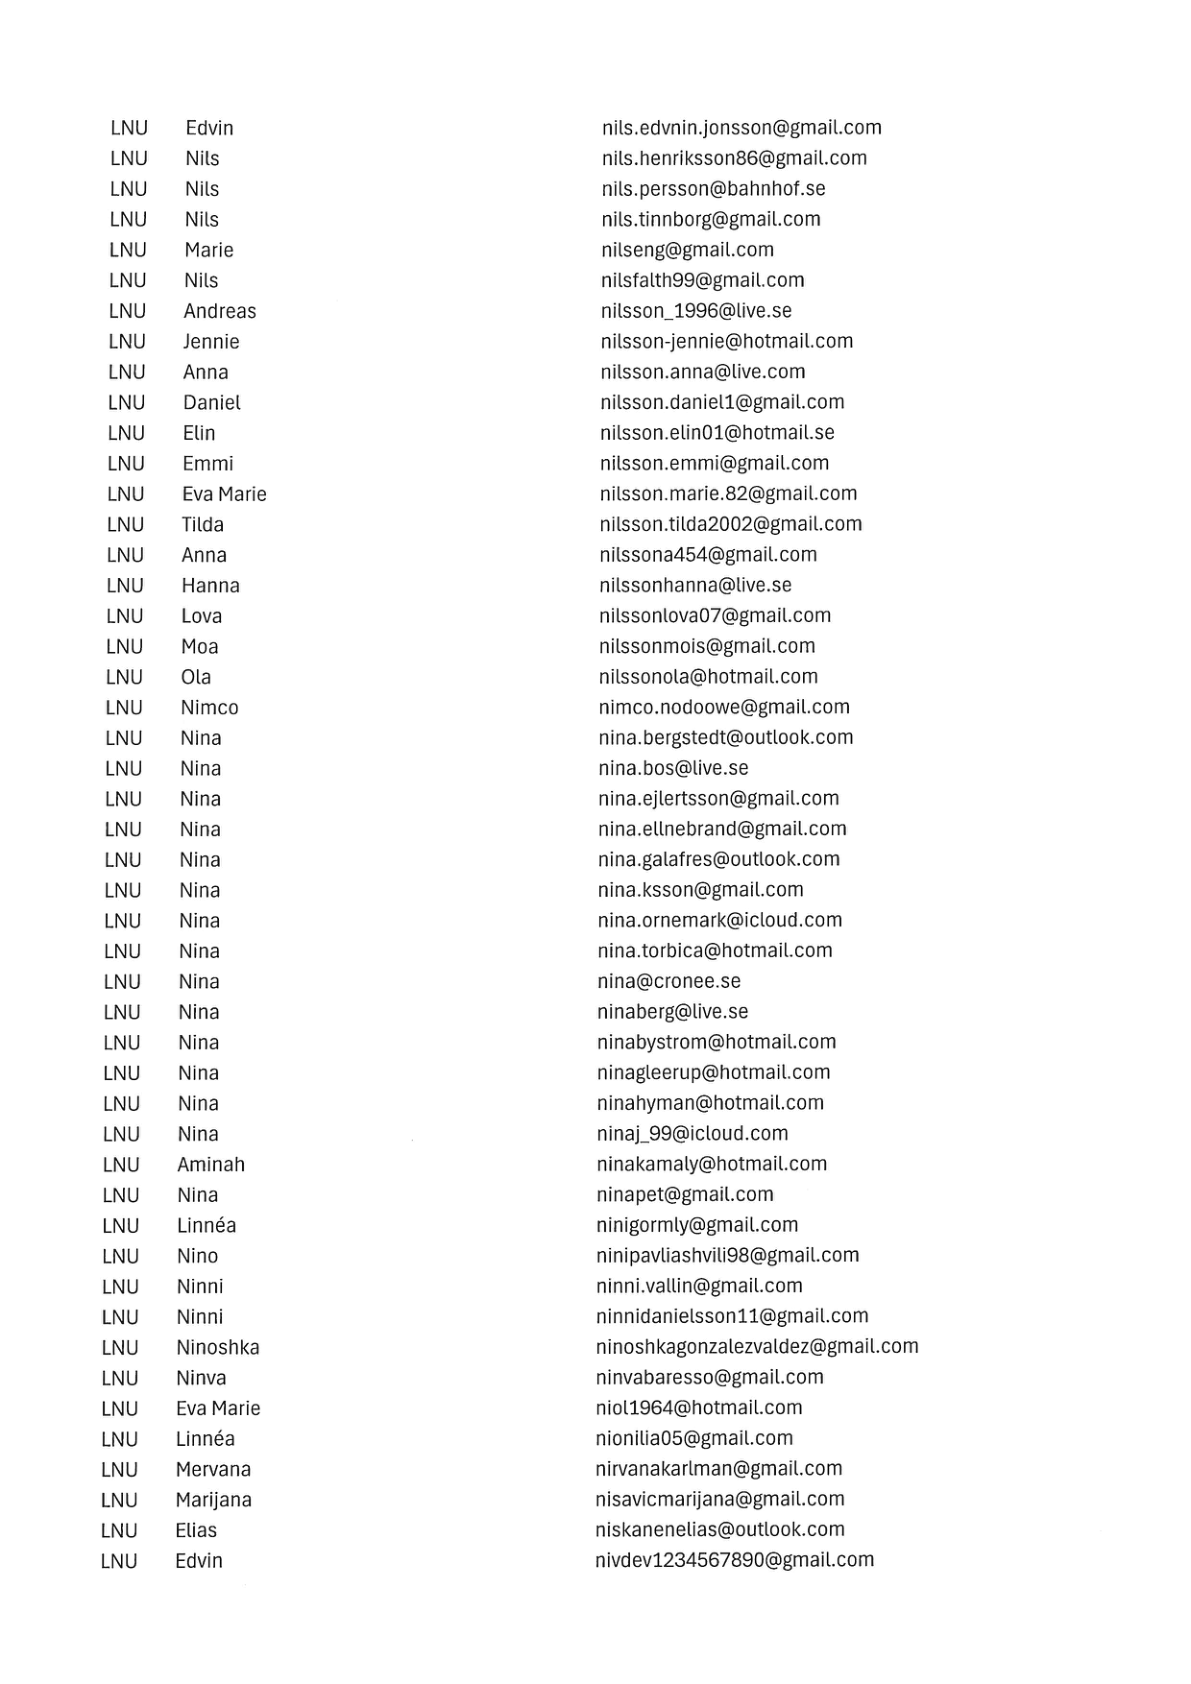 LNU Edvin nils.edvnin.jonsson@gmail.com
LNU Nils nils.henriksson86@gmail.com
LNU Nils nils.persson@bahnhof.se
LNU Nils nils.tinnborg@gmail.com
LNU Marie nilseng@gmail.com
LNU Nils nilsfalth99@gmail.com
LNU Andreas nilsson_1996@live.se
LNU Jennie nilsson-jennie@hotmail.com
LNU Anna nilsson.anna@live.com
LNU Daniel nilsson.daniel1@gmail.com
LNU Elin nilsson.elin01@hotmail.se
LNU Emmi nilsson.emmi@gmail.com
LNU Eva Marie nilsson.marie.82@gmail.com
LNU Tilda nilsson.tilda2002@gmail.com
LNU Anna nilssona454@gmail.com
LNU Hanna nilssonhanna@live.se
LNU Lova nilssonlova07@gmail.com
LNU Moa nilssonmois@gmail.com
LNU Ola nilssonola@hotmail.com
LNU Nimco nimco.nodoowe@gmail.com
LNU Nina nina.bergstedt@outlook.com
LNU Nina nina.bos@live.se
LNU Nina nina.ejlertsson@gmail.com
LNU Nina nina.ellnebrand@gmail.com
LNU Nina nina.galafres@outlook.com
LNU Nina nina.ksson@gmail.com
LNU Nina nina.ornemark@icloud.com
LNU Nina nina.torbica@hotmail.com
LNU Nina nina@cronee.se
LNU Nina ninaberg@live.se
LNU Nina ninabystrom@hotmail.com
LNU Nina ninagleerup@hotmail.com
LNU Nina ninahyman@hotmail.com
LNU Nina ninaj_99@icloud.com
LNU Aminah ninakamaly@hotmail.com
LNU Nina ninapet@gmail.com
LNU Linnéa ninigormly@gmail.com
LNU Nino ninipavliashvili98@gmail.com
LNU Ninni ninni.vallin@gmail.com
LNU Ninni ninnidanielsson11@gmail.com
LNU Ninoshka ninoshkagonzalezvaldez@gmail.com
LNU Ninva ninvabaresso@gmail.com
LNU Eva Marie niol1964@hotmail.com
LNU Linnéa nionilia05@gmail.com
LNU Mervana nirvanakarlman@gmail.com
LNU Marijana nisavicmarijana@gmail.com
LNU Elias niskanenelias@outlook.com
LNU Edvin nivdev1234567890@gmail.com